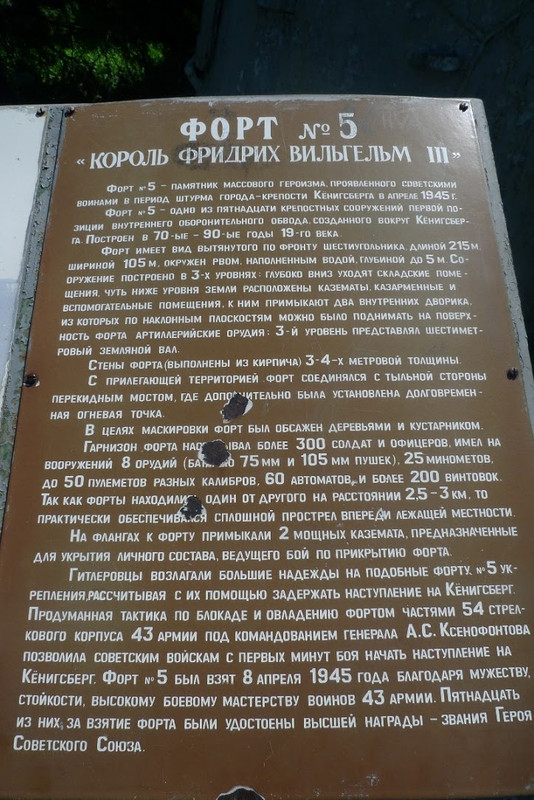 ФОРТ № 5
«КОРОЛЬ ФРИДРИХ ВИЛЬГЕЛЬМ III»
ФОРТ №5 – ПАМЯТНИК МАССОВОГО ГЕРОИЗМА, ПРОЯВЛЕННОГО СОВЕТСКИМИ
ВОИНАМИ В ПЕРИОД ШТУРМА ГОРОДА-КРЕПОСТИ КЁНИГСБЕРГА В АПРЕЛЕ 1945 Г.
ФОРТ №5 – ОДНО ИЗ ПЯТНАДЦАТИ КРЕПОСТНЫХ СООРУЖЕНИЙ ПЕРВОЙ ПО-
ЗИЦИИ ВНУТРЕННЕГО ОБОРОНИТЕЛЬНОГО ОБВОДА, СОЗДАННОГО ВОКРУГ КЁНИГСБЕР-
ГА. ПОСТРОЕН В 70-ЫЕ – 90-ЫЕ ГОДЫ 19-ГО ВЕКА.
ФОРТ ИМЕЕТ ВИД ВЫТЯНУТОГО ПО ФРОНТУ ШЕСТИУГОЛЬНИКА, ДЛИНОЙ 215 М.
ШИРИНОЙ 105 М, ОКРУЖЕН РВОМ, НАПОЛНЕННЫМ ВОДОЙ, ГЛУБИНОЙ ДО 5 М. СО-
ОРУЖЕНИЕ ПОСТРОЕНО В 3-Х УРОВНЯХ: ГЛУБОКО ВНИЗ УХОДЯТ СКЛАДСКИЕ ПОМЕ-
ЩЕНИЯ, ЧУТЬ НИЖЕ УРОВНЯ ЗЕМЛИ РАСПОЛОЖЕНЫ КАЗЕМАТЫ, КАЗАРМЕННЫЕ И
ВСПОМОГАТЕЛЬНЫЕ ПОМЕЩЕНИЯ, К НИМ ПРИМЫКАЮТ ДВА ВНУТРЕННИХ ДВОРИКА,
ИЗ КОТОРЫХ ПО НАКЛОННЫМ ПЛОСКОСТЯМ МОЖНО БЫЛО ПОДНИМАТЬ НА ПОВЕРХ-
НОСТЬ ФОРТА АРТИЛЛЕРИЙСКИЕ ОРУДИЯ; 3-Й УРОВЕНЬ ПРЕДСТАВЛЯЛ ШЕСТИМЕТ-
РОВЫЙ ЗЕМЛЯНОЙ ВАЛ.
СТЕНЫ ФОРТА (ВЫПОЛНЕНЫ ИЗ КИРПИЧА) 3-4-Х МЕТРОВОЙ ТОЛЩИНЫ.
С ПРИЛЕГАЮЩЕЙ ТЕРРИТОРИЕЙ ФОРТ СОЕДИНЯЛСЯ С ТЫЛЬНОЙ СТОРОНЫ
ПЕРЕКИДНЫМ МОСТОМ, ГДЕ ДОПОЛНИТЕЛЬНО БЫЛА УСТАНОВЛЕНА ДОЛГОВРЕМЕН-
НАЯ ОГНЕВАЯ ТОЧКА.
В ЦЕЛЯХ МАСКИРОВКИ ФОРТ БЫЛ ОБСАЖЕН ДЕРЕВЬЯМИ И КУСТАРНИКОМ.
ГАРНИЗОН ФОРТА БОЛЕЕ 300 СОЛДАТ И ОФИЦЕРОВ, ИМЕЛ НА
ВООРУЖЕНИЙ 8 ОРУДИЙ 75 ММ И 105 ММ ПУШЕК), 25 МИНОМЕТОВ,
ДО 50 ПУЛЕМЕТОВ РАЗНЫХ КАЛИБРОВ, 60 АВТОМАТОВ, И БОЛЕЕ 200 ВИНТОВОК.
ТАК КАК ФОРТЫ НАХОДИЛИСЬ ОДИН ОТ ДРУГОГО НА РАССТОЯНИИ 2,5-3 КМ, ТО
ПРАКТИЧЕСКИ ОБЕСПЕЧИВАЛСЯ СПЛОШНОЙ ПРОСТРЕЛ ВПЕРЕДИ ЛЕЖАЩЕЙ МЕСТНОСТИ.
НА ФЛАНГАХ К ФОРТУ ПРИМЫКАЛИ 2 МОЩНЫХ КАЗЕМАТА, ПРЕДНАЗНАЧЕННЫЕ
ДЛЯ УКРЫТИЯ ЛИЧНОГО СОСТАВА, ВЕДУЩЕГО БОЙ ПО ПРИКРЫТИЮ ФОРТА.
ГИТЛЕРОВЦЫ ВОЗЛАГАЛИ БОЛЬШИЕ НАДЕЖДЫ НА ПОДОБНЫЕ ФОРТУ №5 УК-
РЕПЛЕНИЯ, РАССЧИТЫВАЯ С ИХ ПОМОЩЬЮ ЗАДЕРЖАТЬ НАСТУПЛЕНИЕ НА КЁНИГСБЕРГ.
ПРОДУМАННАЯ ТАКТИКА ПО БЛОКАДЕ И ОВЛАДЕНИЮ ФОРТОМ ЧАСТЯМИ 54 СТРЕЛ-
КОВОГО КОРПУСА 43 АРМИИ ПОД КОМАНДОВАНИЕМ ГЕНЕРАЛА А.С. КСЕНОФОНТОВА
ПОЗВОЛИЛА СОВЕТСКИМ ВОЙСКАМ С ПЕРВЫХ МИНУТ БОЯ НАЧАТЬ НАСТУПЛЕНИЕ НА
КЁНИГСБЕРГ. ФОРТ №5 БЫЛ ВЗЯТ 8 АПРЕЛЯ 1945 ГОДА БЛАГОДАРЯ МУЖЕСТВУ,
СТОЙКОСТИ, ВЫСОКОМУ БОЕВОМУ МАСТЕРСТВУ ВОИНОВ 43 АРМИИ. ПЯТНАДЦАТЬ
ИЗ НИХ ЗА ВЗЯТИЕ ФОРТА БЫЛИ УДОСТОЕНЫ ВЫСШЕЙ НАГРАДЫ – ЗВАНИЯ ГЕРОЯ
СОВЕТСКОГО СОЮЗА.